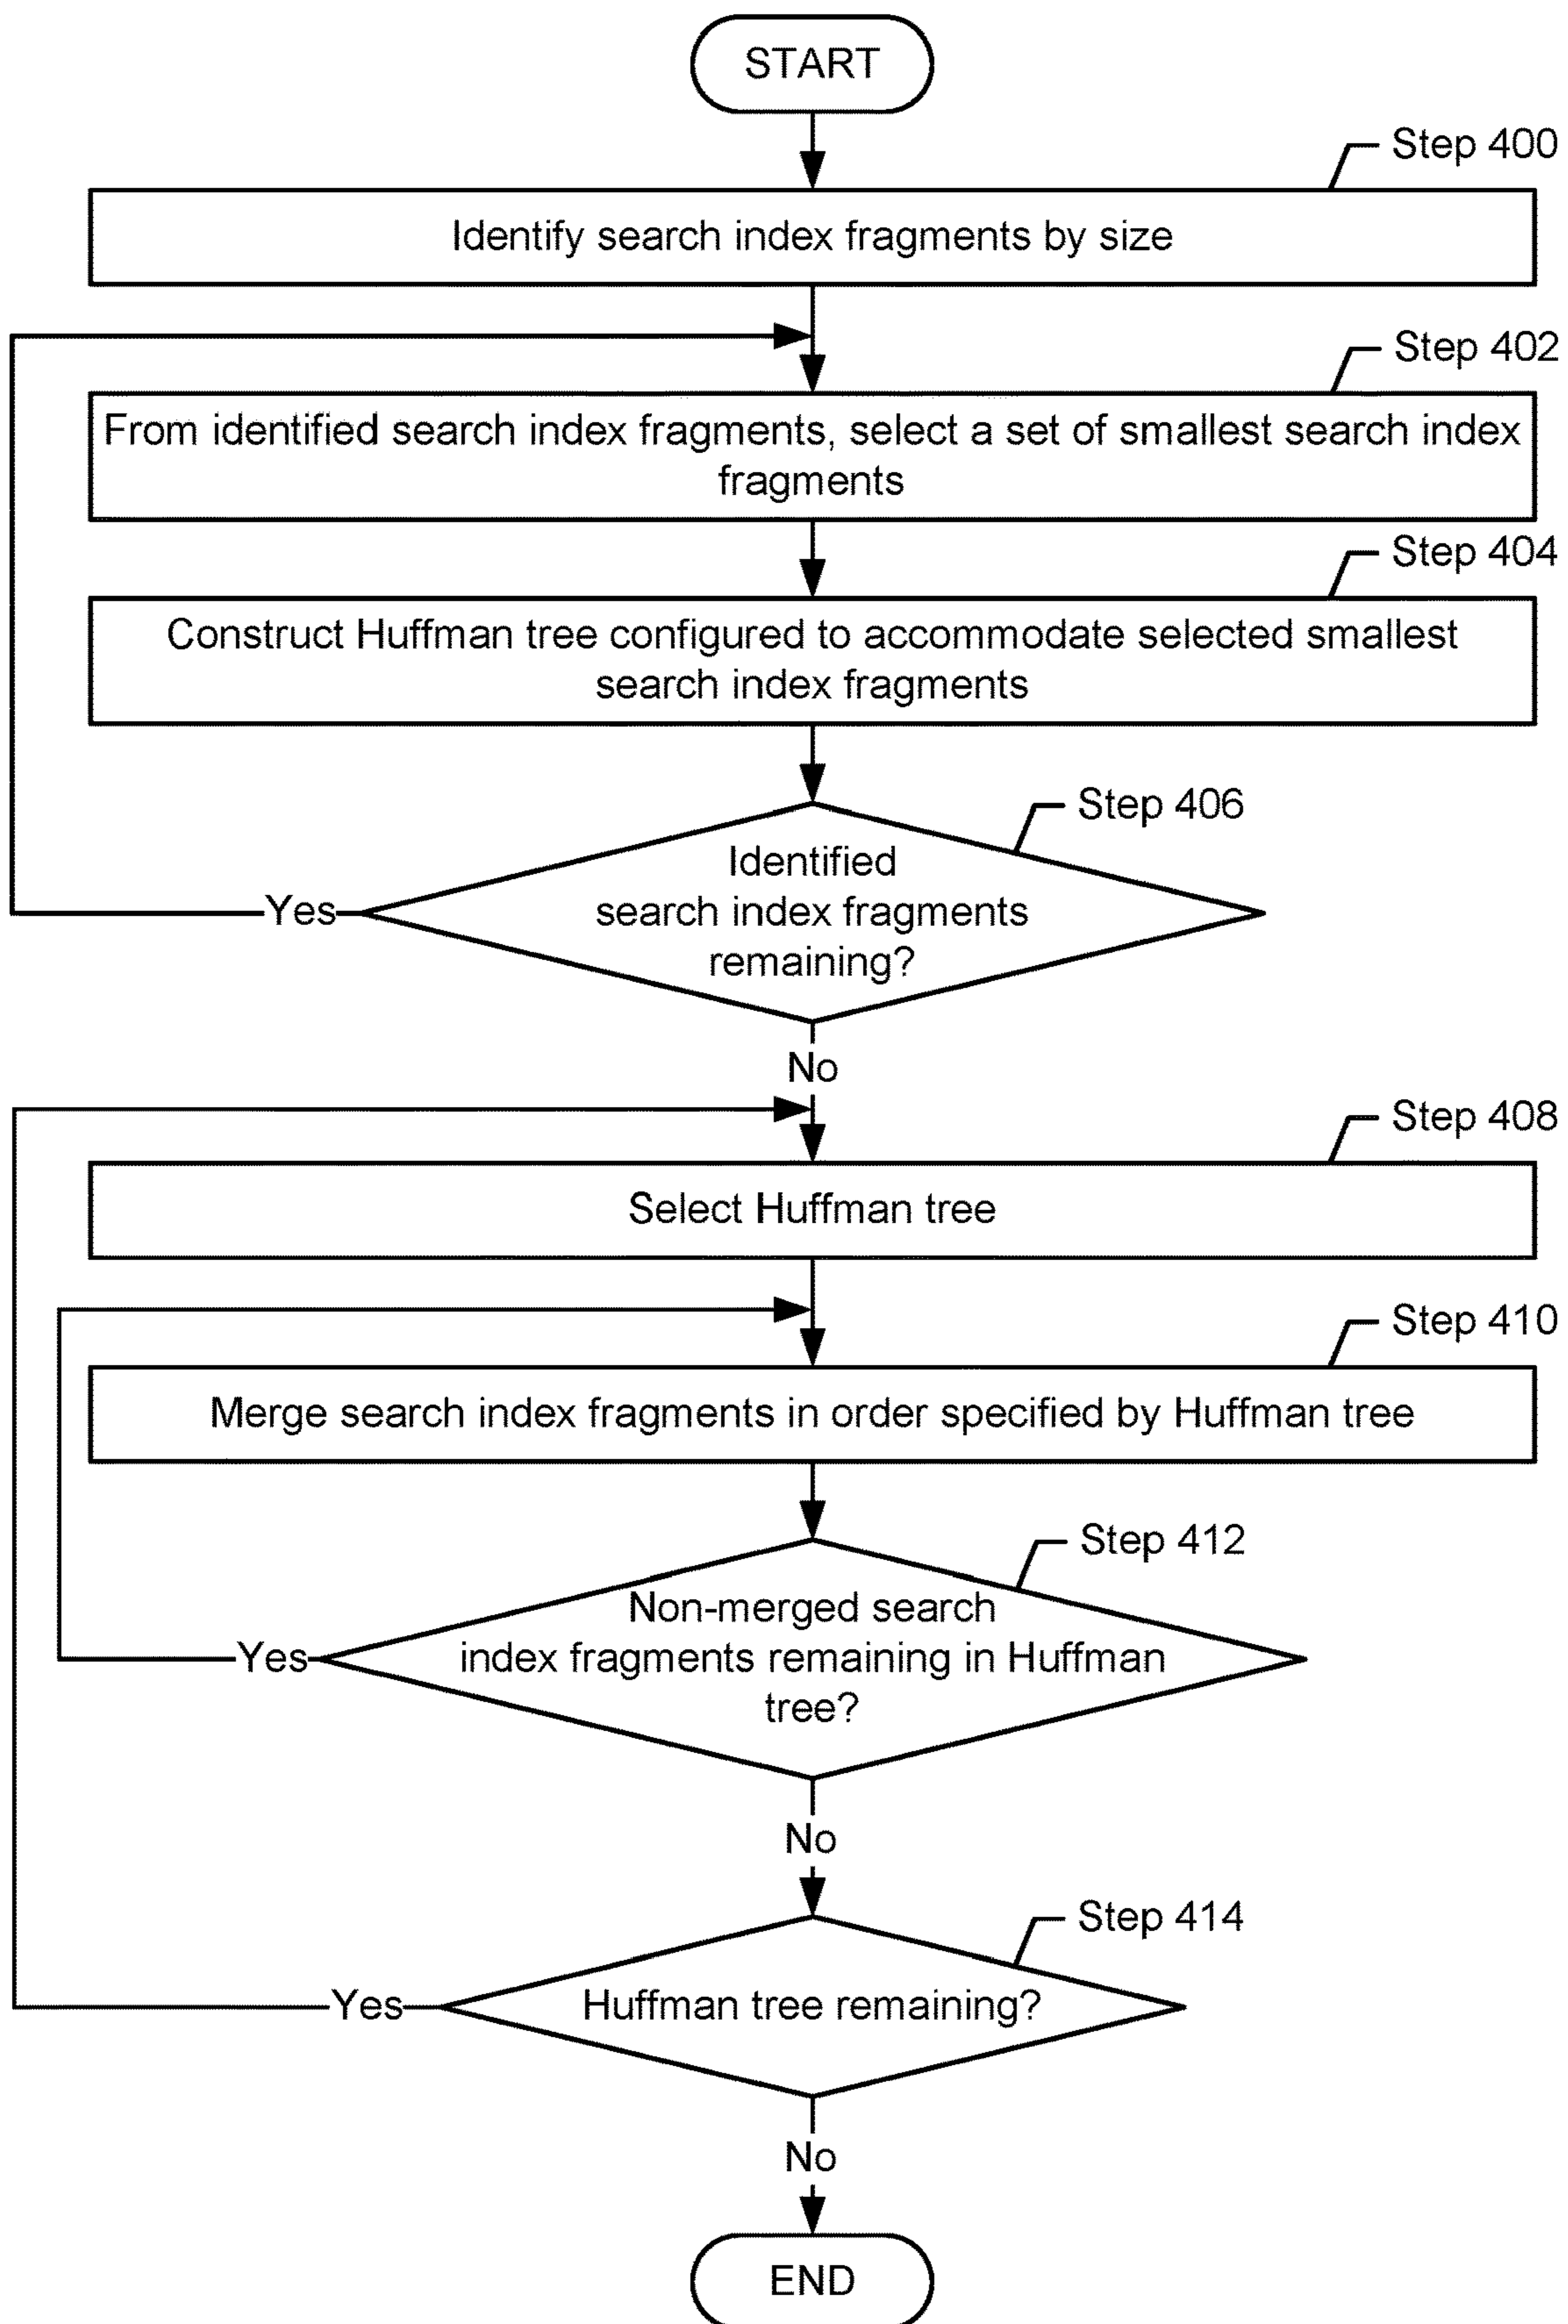 START
Step 400
Identify search index fragments by size
Step 402
From identified search index fragments, select a set of smallest search index
fragments
Step 404
Construct Huffman tree configured to accommodate selected smallest
search index fragments
Step 406
Identified
search index fragments
remaining?
Yes
No
Step 408
Select Huffman tree
Step 410
Merge search index fragments in order specified by Huffman tree
Step 412
Non-merged search
index fragments remaining in Huffman
tree?
Yes
No
Step 414
Huffman tree remaining?
Yes
No
END